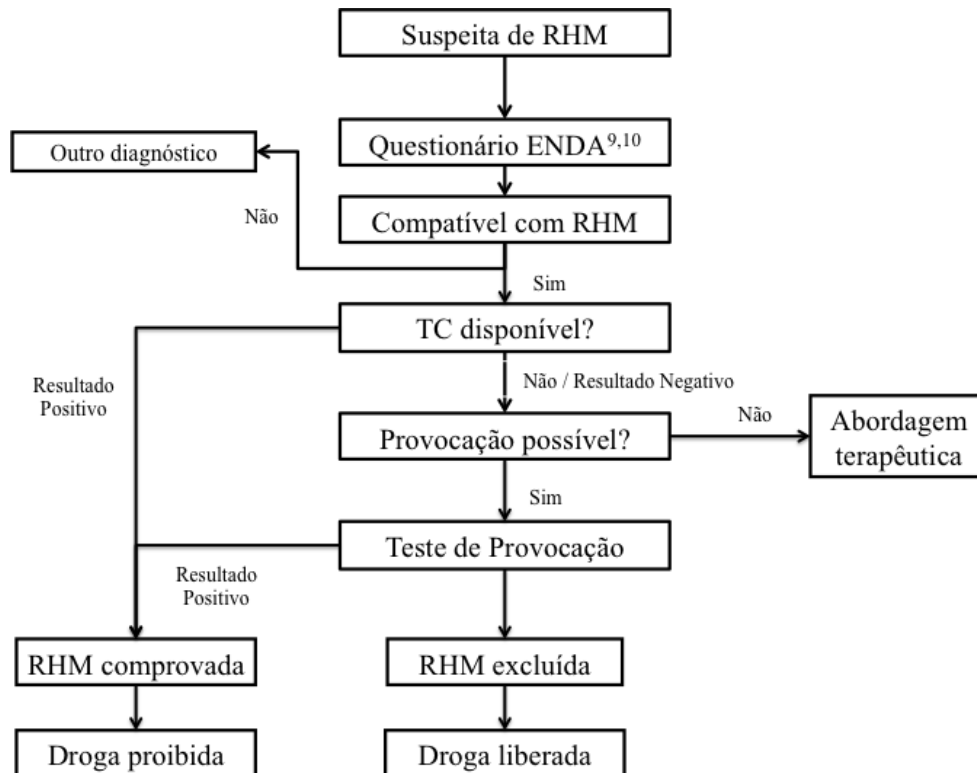 Suspeita de RHM
Questionário ENDA9,10
Outro diagnóstico
Não
Compatível com RHM
Sim
TC disponível?
Resultado
Positivo
Não / Resultado Negativo
Provocação possível?
Não
Abordagem
terapêutica
Sim
Teste de Provocação
Resultado
Positivo
RHM comprovada
RHM excluída
Droga proibida
Droga liberada